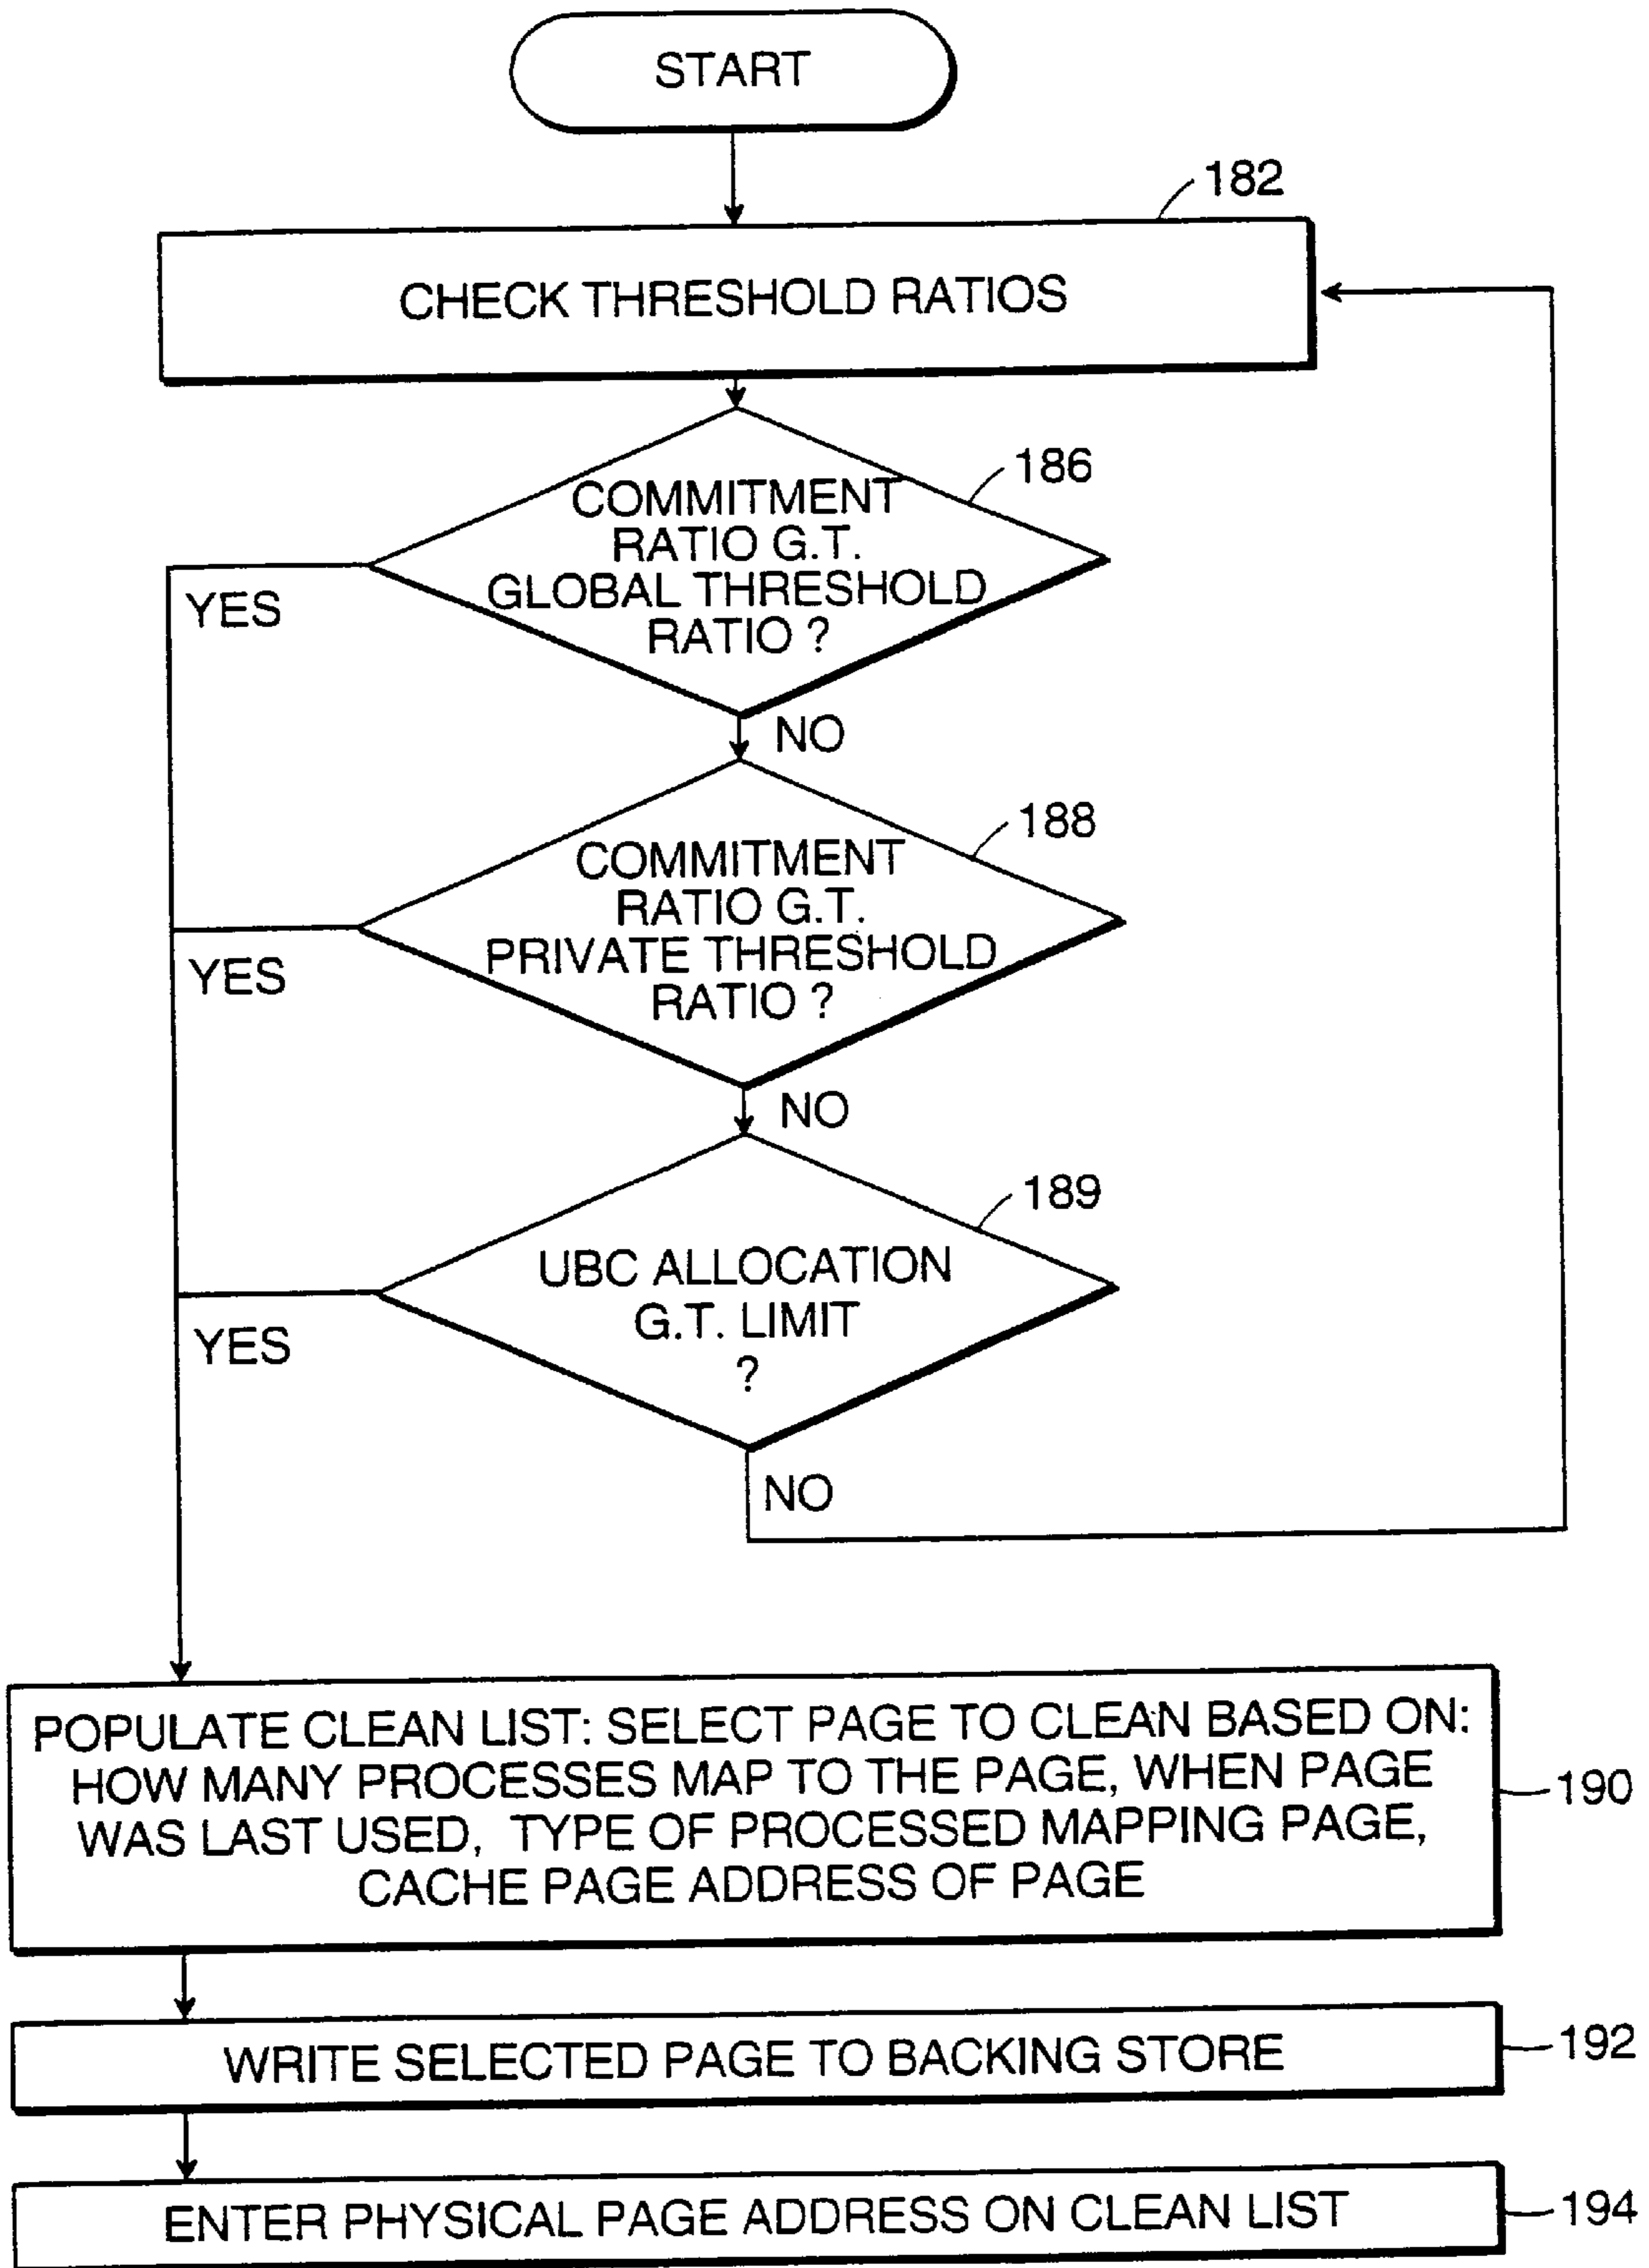 START
182
CHECK THRESHOLD RATIOS
186
COMMITMENT
RATIO G.T.
GLOBAL THRESHOLD
RATIO ?
YES
NO
188
COMMITMENT
RATIO G.T.
PRIVATE THRESHOLD
RATIO ?
YES
NO
189
UBC ALLOCATION
G.T. LIMIT
?
YES
NO
POPULATE CLEAN LIST: SELECT PAGE TO CLEAN BASED ON:
HOW MANY PROCESSES MAP TO THE PAGE, WHEN PAGE
WAS LAST USED, TYPE OF PROCESSED MAPPING PAGE,
CACHE PAGE ADDRESS OF PAGE
190
WRITE SELECTED PAGE TO BACKING STORE
192
ENTER PHYSICAL PAGE ADDRESS ON CLEAN LIST
194